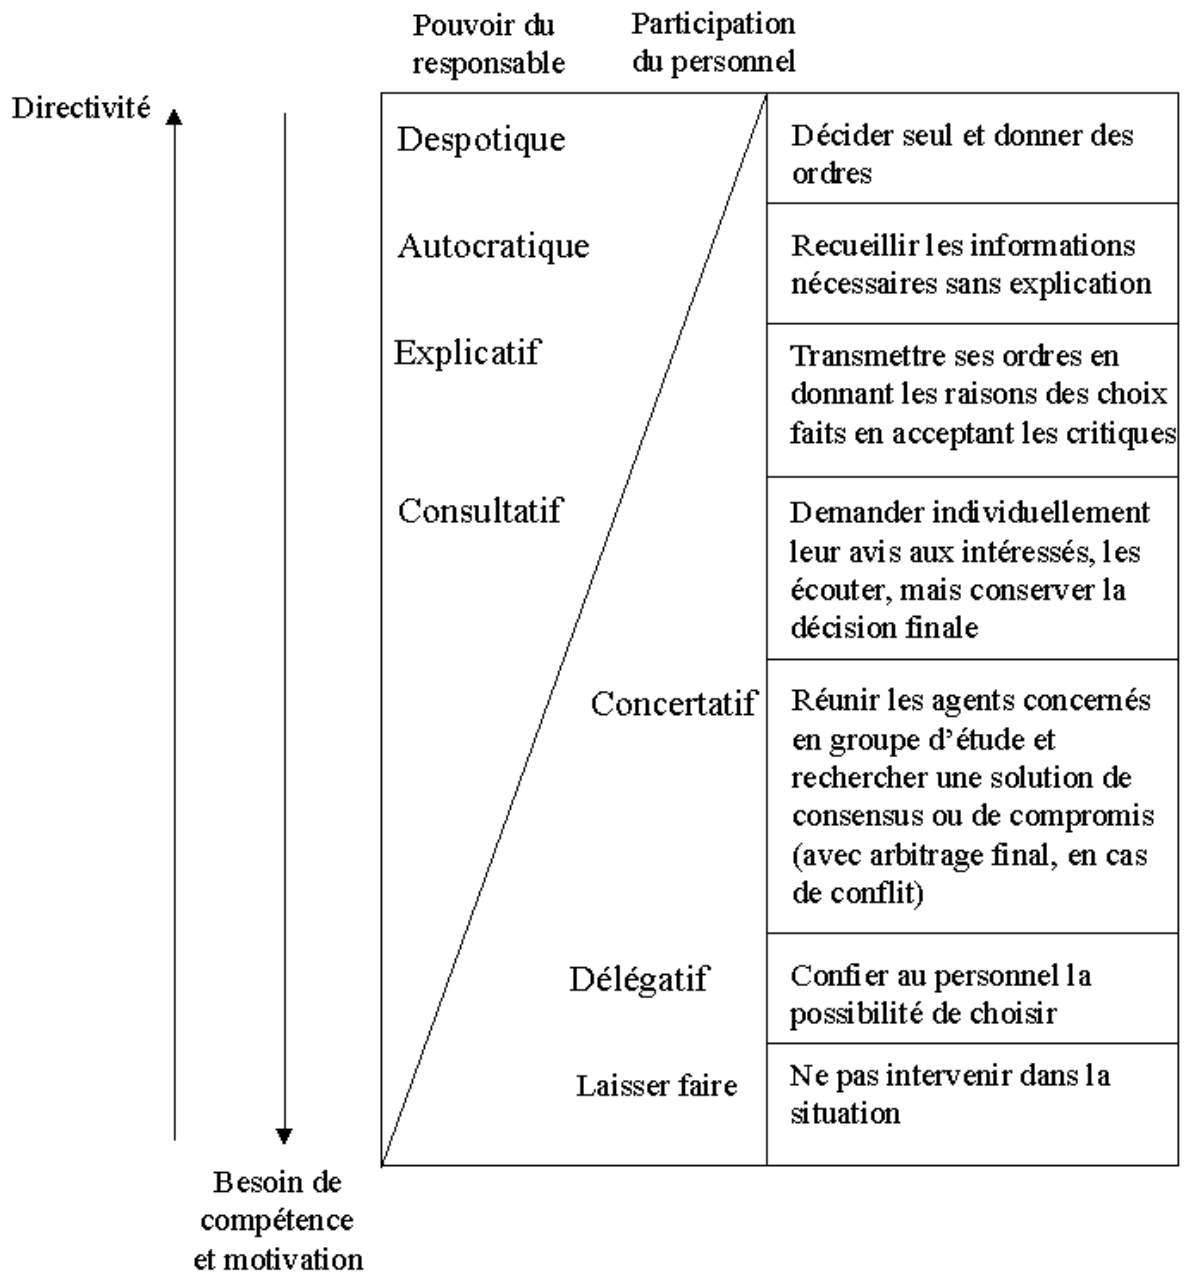 Pouvoir du
responsable
Participation
du personnel
Directivité
Despotique
Décider seul et donner des
ordres
Autocratique
Recueillir les informations
nécessaires sans explication
Explicatif
Transmettre ses ordres en
donnant les raisons des choix
faits en acceptant les critiques
Consultatif
Demander individuellement
leur avis aux intéressés, les
écouter, mais conserver la
décision finale
Concertatif
Réunir les agents concernés
en groupe d’étude et
rechercher une solution de
consensus ou de compromis
(avec arbitrage final, en cas
de conflit)
Délégatif
Confier au personnel la
possibilité de choisir
Laisser faire
Ne pas intervenir dans la
situation
Besoin de
compétence
et motivation